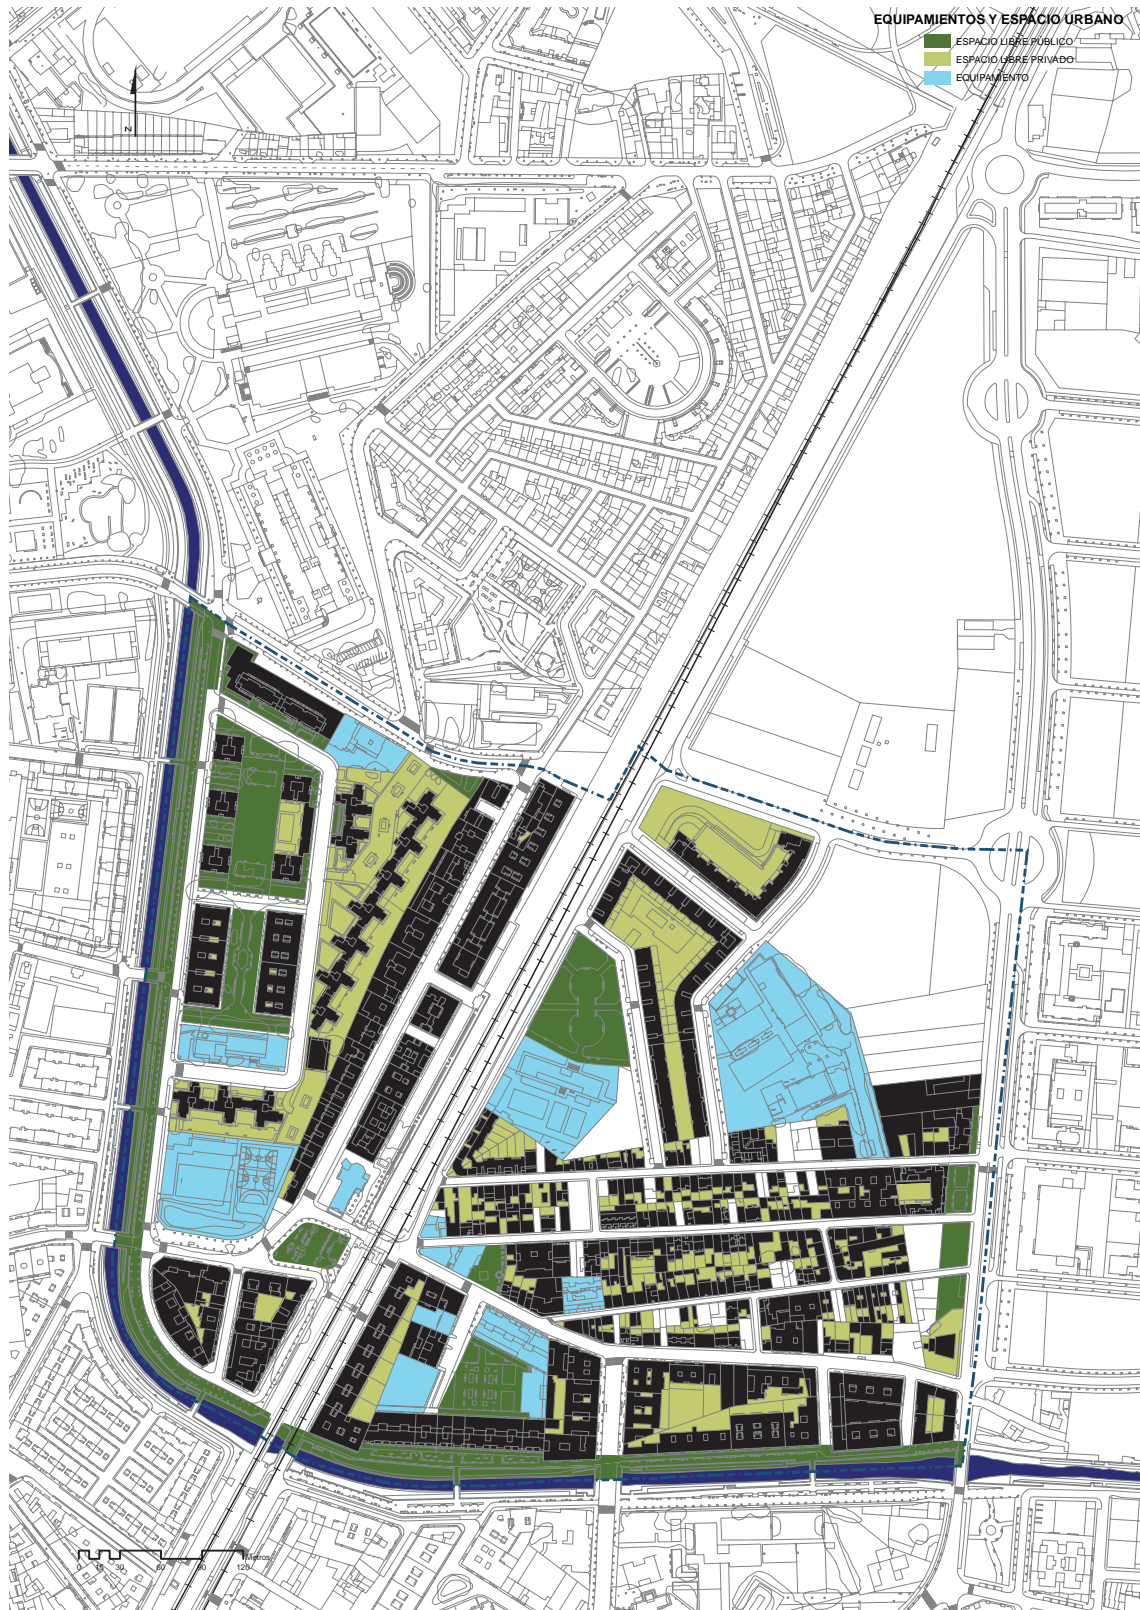 EQUIPAMIENTOS Y ESPACIO URBANO
ESPACIO LIBRE PÚBLICO
ESPACIO LIBRE PRIVADO
EQUIPAMIENTO
N
Metros
0 15 30 60 90 120